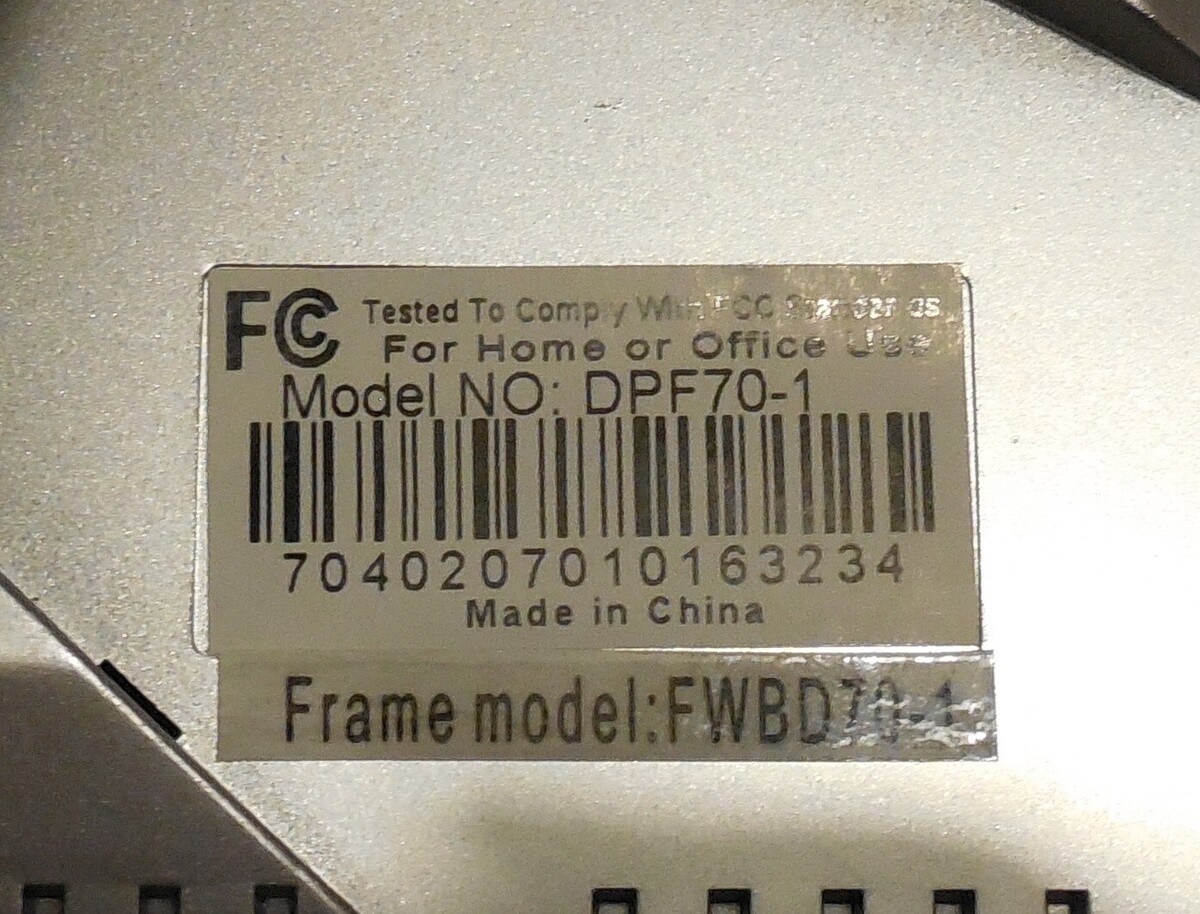 FC Tested To Comply With FCC Standards
For Home or Office Use
Model NO: DPF70-1
7040207010163234
Made in China
Frame model:FWBD70-1